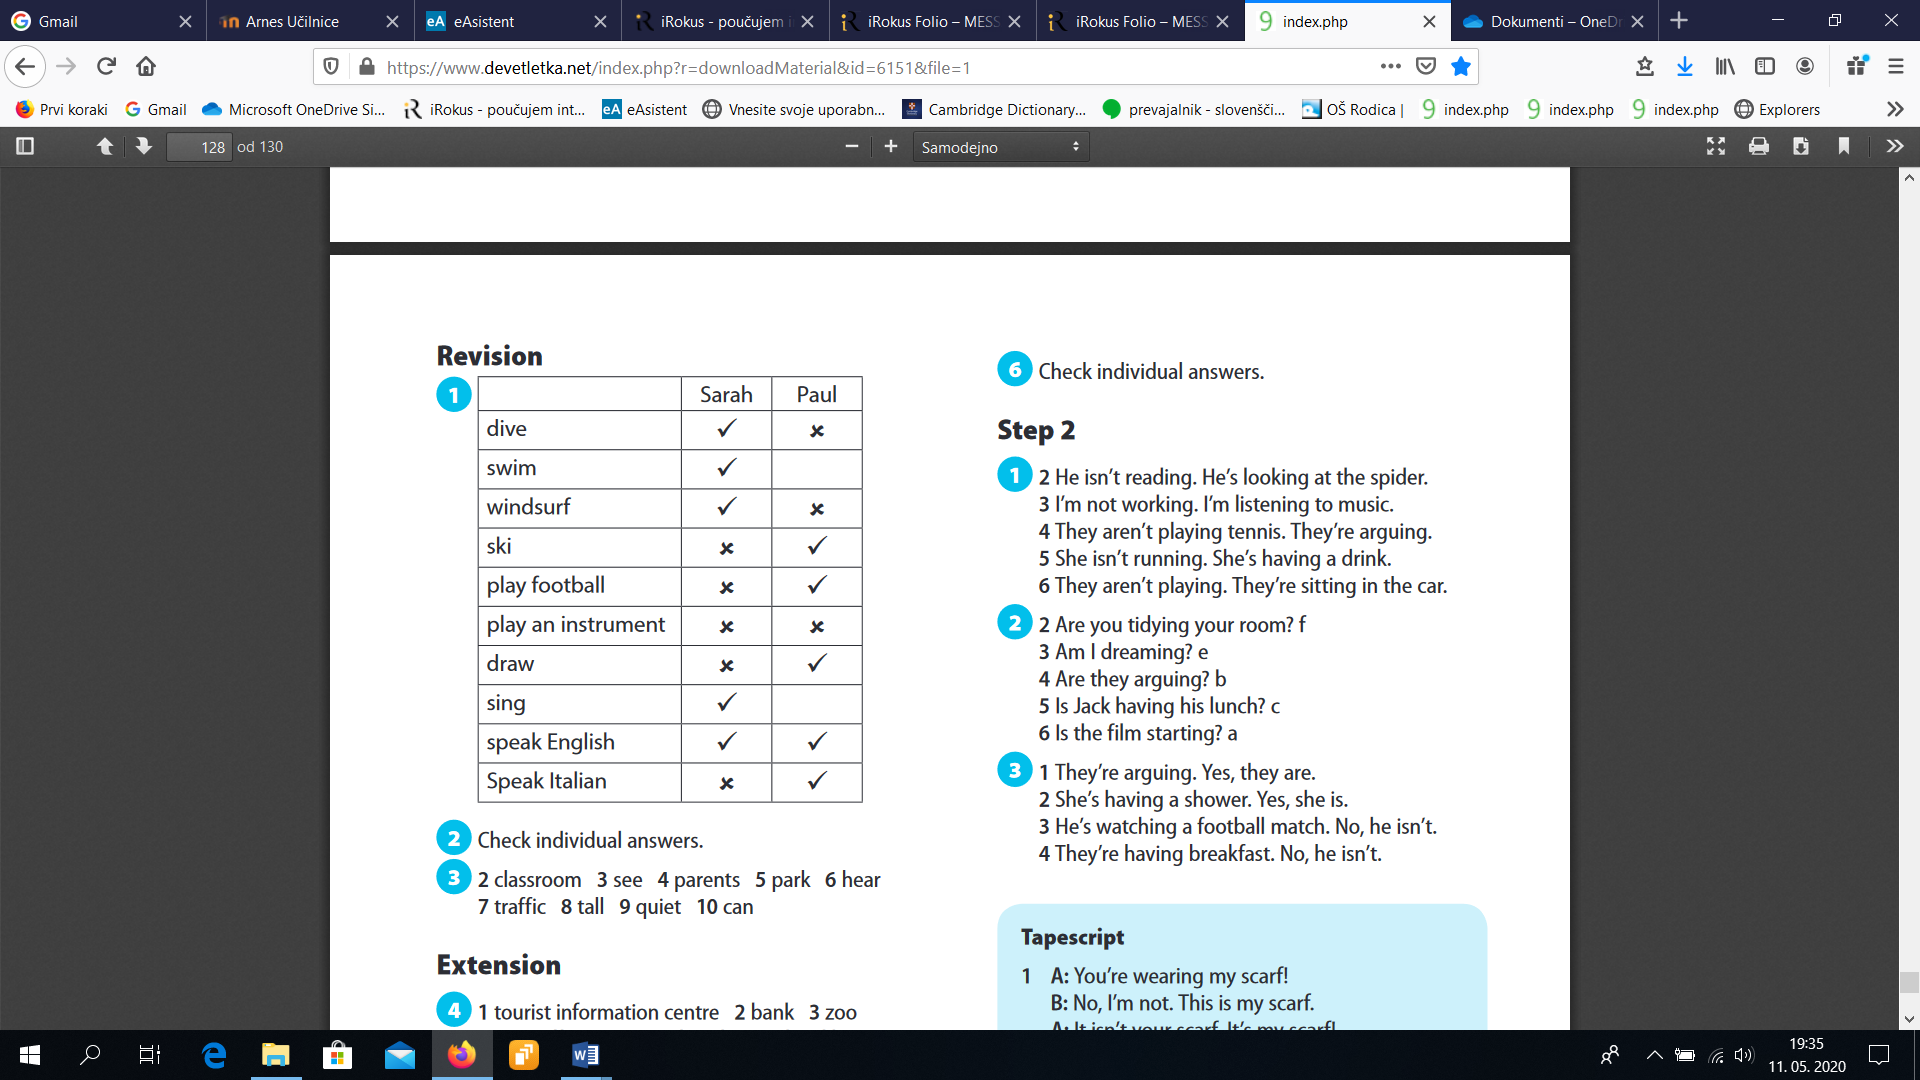 Gmail
Arnes Učilnice
eAsistent
iRokus - poučujem i
iRokus Folio – MESS
iRokus Folio – MESS
index.php
Dokumenti – OneDr
https://www.devetletka.net/index.php?r=downloadMaterial&id=6151&file=1
Prvi koraki
Gmail
Microsoft OneDrive Si...
iRokus - poučujem int...
eAsistent
Vnesite svoje uporabn...
Cambridge Dictionary...
prevajalnik - slovenšči...
OŠ Rodica |
index.php
index.php
index.php
Explorers
128 od 130
Samodejno
Revision
1
Sarah Paul
dive ✓ ✗
swim ✓
windsurf ✓ ✗
ski ✗ ✓
play football ✗ ✓
play an instrument ✗ ✗
draw ✗ ✓
sing ✓
speak English ✓ ✓
Speak Italian ✗ ✓
2 Check individual answers.
3 2 classroom 3 see 4 parents 5 park 6 hear
7 traffic 8 tall 9 quiet 10 can
Extension
4 1 tourist information centre 2 bank 3 zoo
6 Check individual answers.
Step 2
1 2 He isn't reading. He's looking at the spider.
3 I'm not working. I'm listening to music.
4 They aren't playing tennis. They're arguing.
5 She isn't running. She's having a drink.
6 They aren't playing. They're sitting in the car.
2 2 Are you tidying your room? f
3 Am I dreaming? e
4 Are they arguing? b
5 Is Jack having his lunch? c
6 Is the film starting? a
3 1 They're arguing. Yes, they are.
2 She's having a shower. Yes, she is.
3 He's watching a football match. No, he isn't.
4 They're having breakfast. No, he isn't.
Tapescript
1 A: You're wearing my scarf!
B: No, I'm not. This is my scarf.
A: It isn't your scarf. It's my scarf!
19:35
11. 05. 2020